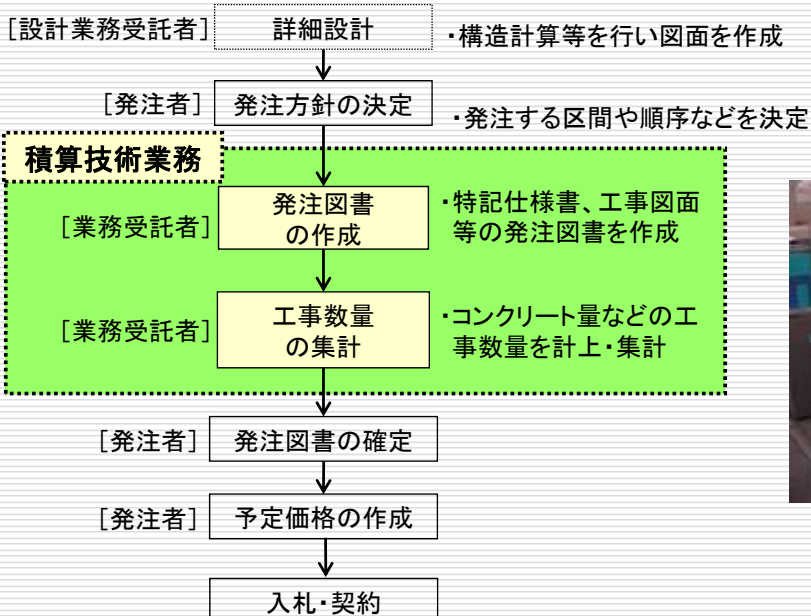 [設計業務受託者] 詳細設計 ・構造計算等を行い図面を作成
[発注者] 発注方針の決定 ・発注する区間や順序などを決定
積算技術業務
[業務受託者] 発注図書 ・特記仕様書、工事図面
の作成 等の発注図書を作成
[業務受託者] 工事数量 ・コンクリート量などの工
の集計 事数量を計上・集計
[発注者] 発注図書の確定
[発注者] 予定価格の作成
入札・契約